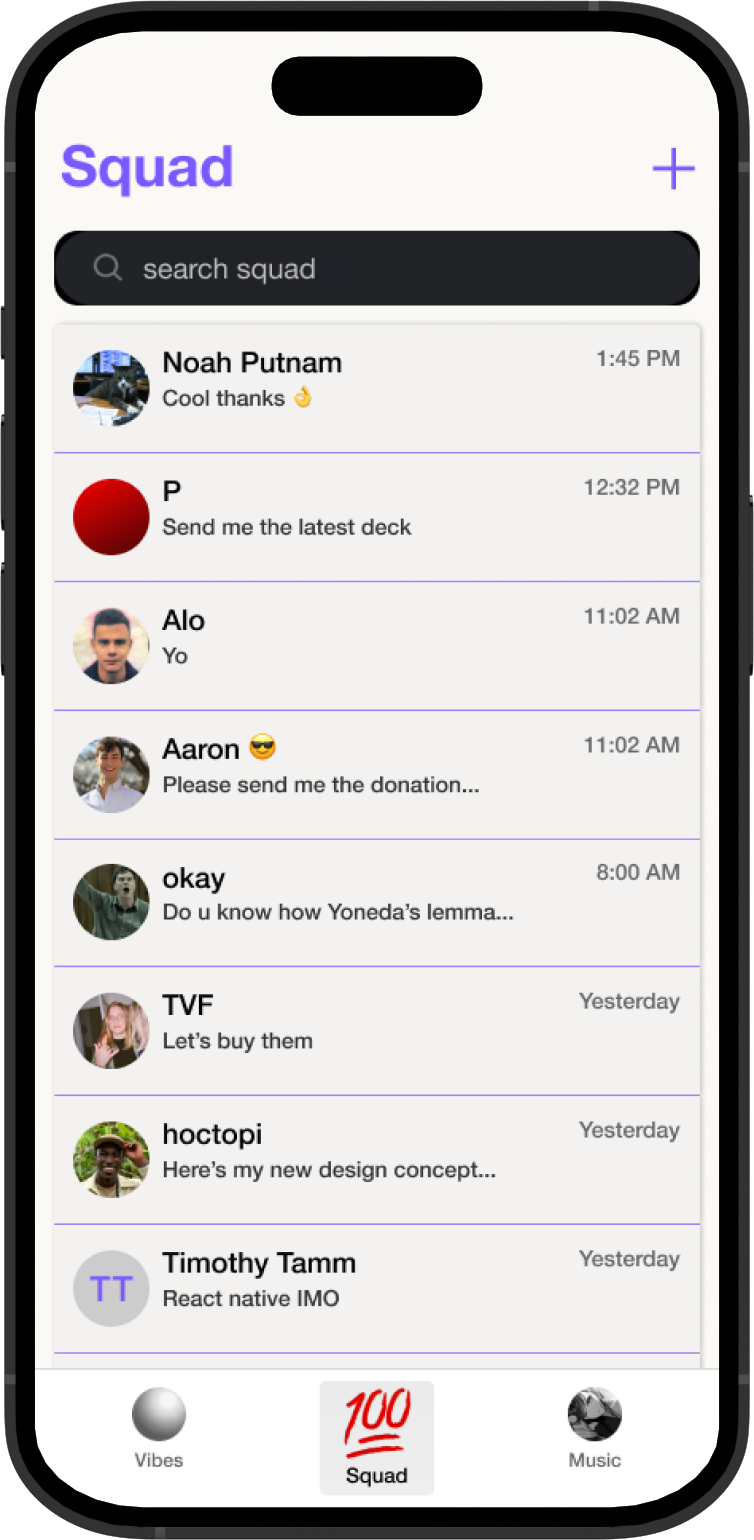 Squad
search squad
Noah Putnam
1:45 PM
Cool thanks 👌
P
12:32 PM
Send me the latest deck
Alo
11:02 AM
Yo
Aaron 😎
11:02 AM
Please send me the donation...
okay
8:00 AM
Do u know how Yoneda’s lemma...
TVF
Yesterday
Let’s buy them
hoctopi
Yesterday
Here’s my new design concept...
TT
Timothy Tamm
Yesterday
React native IMO
Vibes
💯
Squad
Music